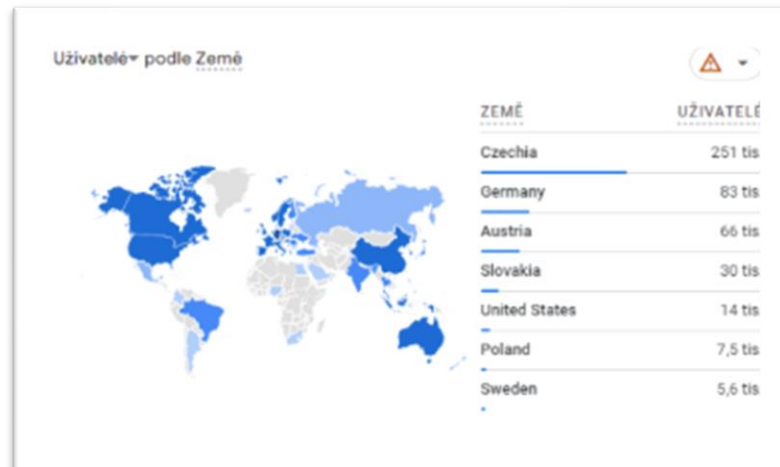 Uživatelé podle Země
ZEMĚ UŽIVATELÉ
Czechia 251 tis
Germany 83 tis
Austria 66 tis
Slovakia 30 tis
United States 14 tis
Poland 7,5 tis
Sweden 5,6 tis